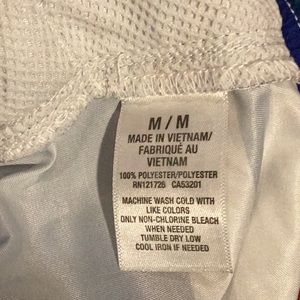 M / M
MADE IN VIETNAM/
FABRIQUÉ AU
VIETNAM
100% POLYESTER/POLYESTER
RN121726 CA53201
MACHINE WASH COLD WITH
LIKE COLORS
ONLY NON-CHLORINE BLEACH
WHEN NEEDED
TUMBLE DRY LOW
COOL IRON IF NEEDED